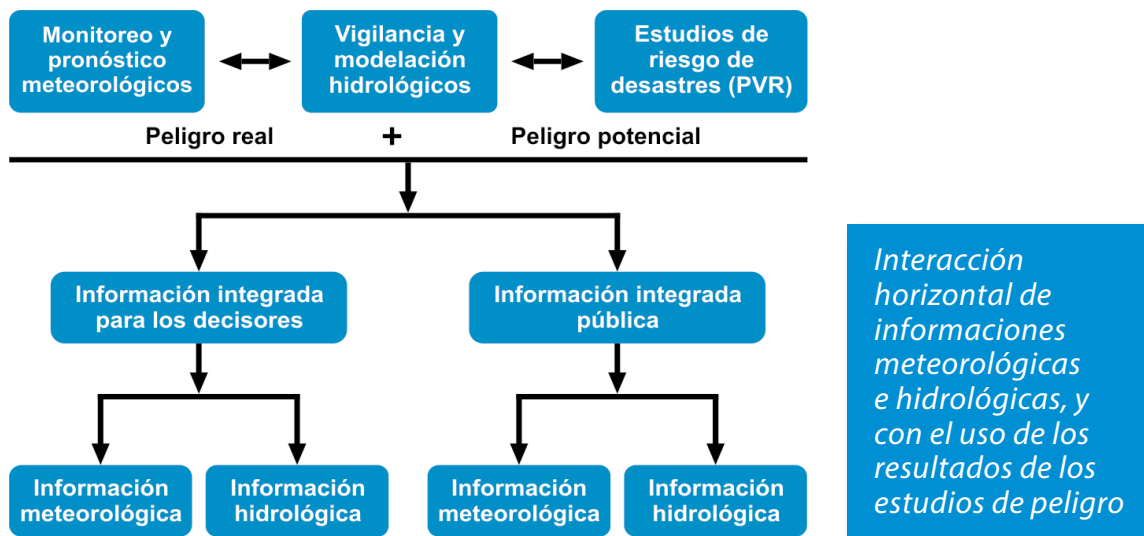 Monitoreo y
pronóstico
meteorológicos
Vigilancia y
modelación
hidrológicos
Estudios de
riesgo de
desastres (PVR)
Peligro real + Peligro potencial
Información integrada
para los decisores
Información integrada
pública
Información
meteorológica
Información
hidrológica
Información
meteorológica
Información
hidrológica
Interacción
horizontal de
informaciones
meteorológicas
e hidrológicas, y
con el uso de los
resultados de los
estudios de peligro